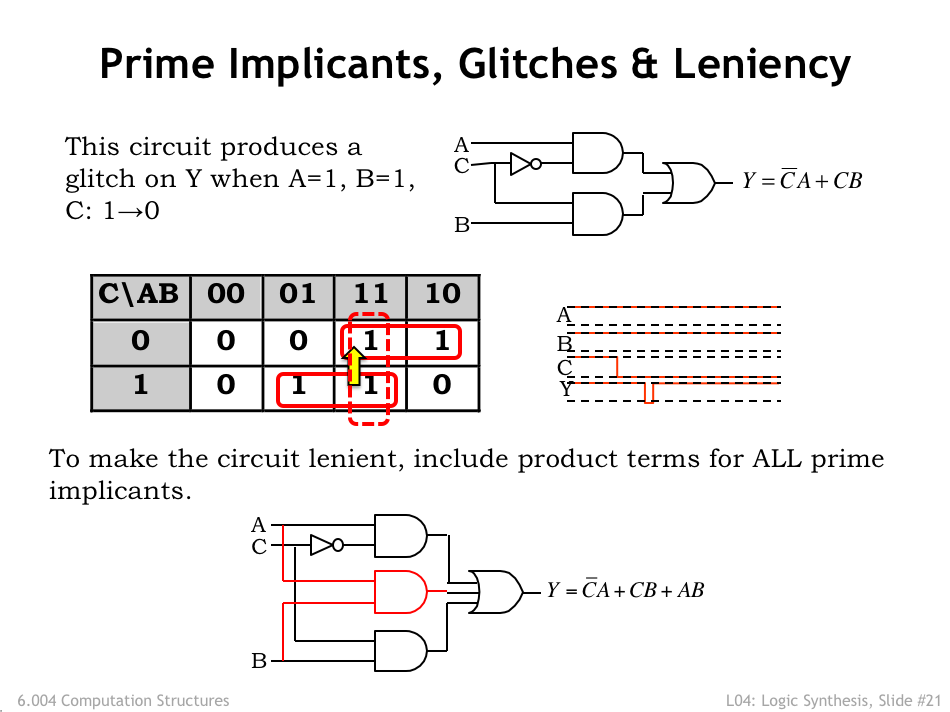 Prime Implicants, Glitches & Leniency
This circuit produces a
glitch on Y when A=1, B=1,
C: 1→0
A
C
B
Y = C̅A + CB
C\AB 00 01 11 10
0 0 0 1 1
1 0 1 1 0
A
B
C
Y
To make the circuit lenient, include product terms for ALL prime
implicants.
A
C
B
Y = C̅A + CB + AB
6.004 Computation Structures
L04: Logic Synthesis, Slide #21